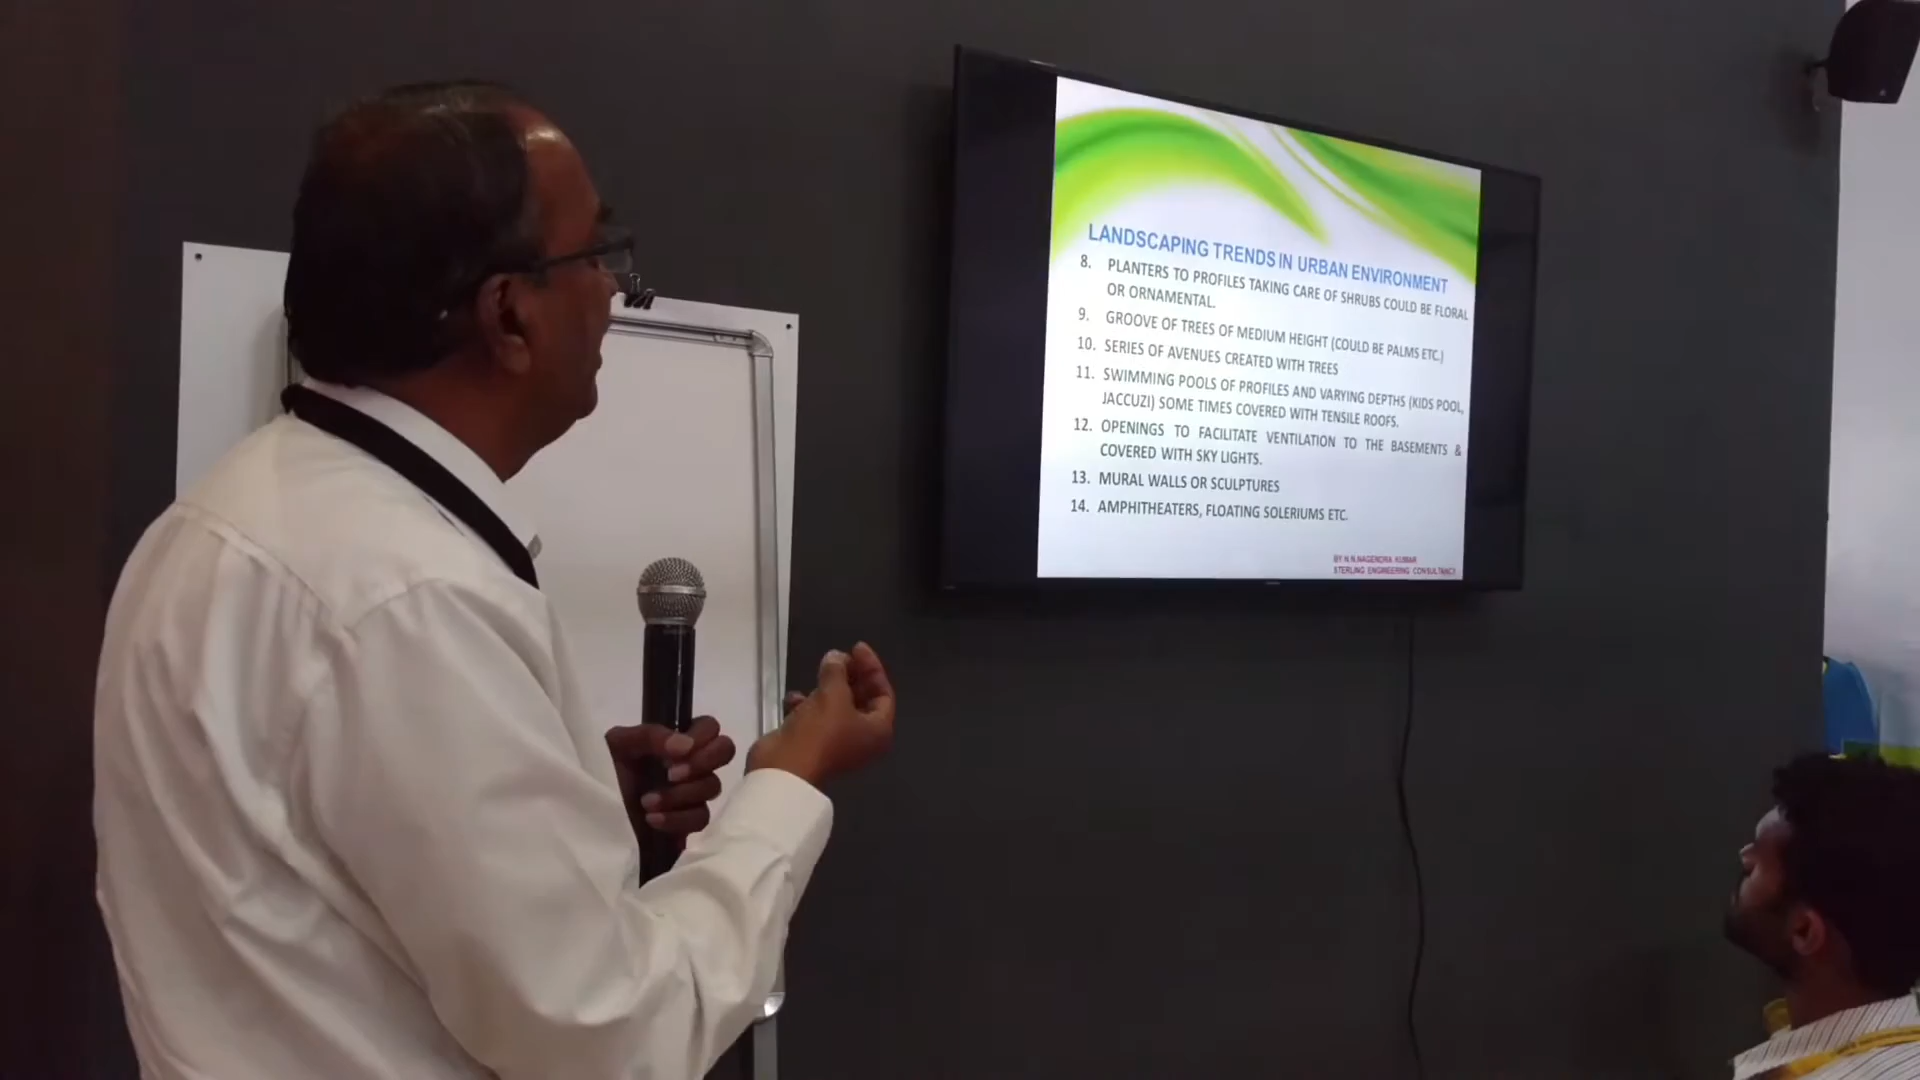 LANDSCAPING TRENDS IN URBAN ENVIRONMENT
8. PLANTERS TO PROFILES TAKING CARE OF SHRUBS COULD BE FLORAL
OR ORNAMENTAL.
9. GROOVE OF TREES OF MEDIUM HEIGHT (COULD BE PALMS ETC.)
10. SERIES OF AVENUES CREATED WITH TREES
11. SWIMMING POOLS OF PROFILES AND VARYING DEPTHS (KIDS POOL,
JACCUZI) SOME TIMES COVERED WITH TENSILE ROOFS.
12. OPENINGS TO FACILITATE VENTILATION TO THE BASEMENTS &
COVERED WITH SKY LIGHTS.
13. MURAL WALLS OR SCULPTURES
14. AMPHITHEATERS, FLOATING SOLERIUMS ETC.
BY N.N.NAGENDRA KUMAR
STERLING ENGINEERING CONSULTANCY